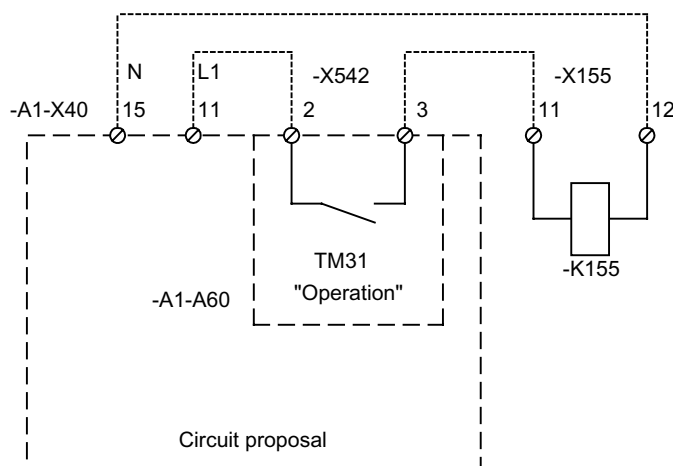 N L1 -X542 -X155
-A1-X40 15 11 2 3 11 12
TM31
-K155
"Operation"
-A1-A60
Circuit proposal